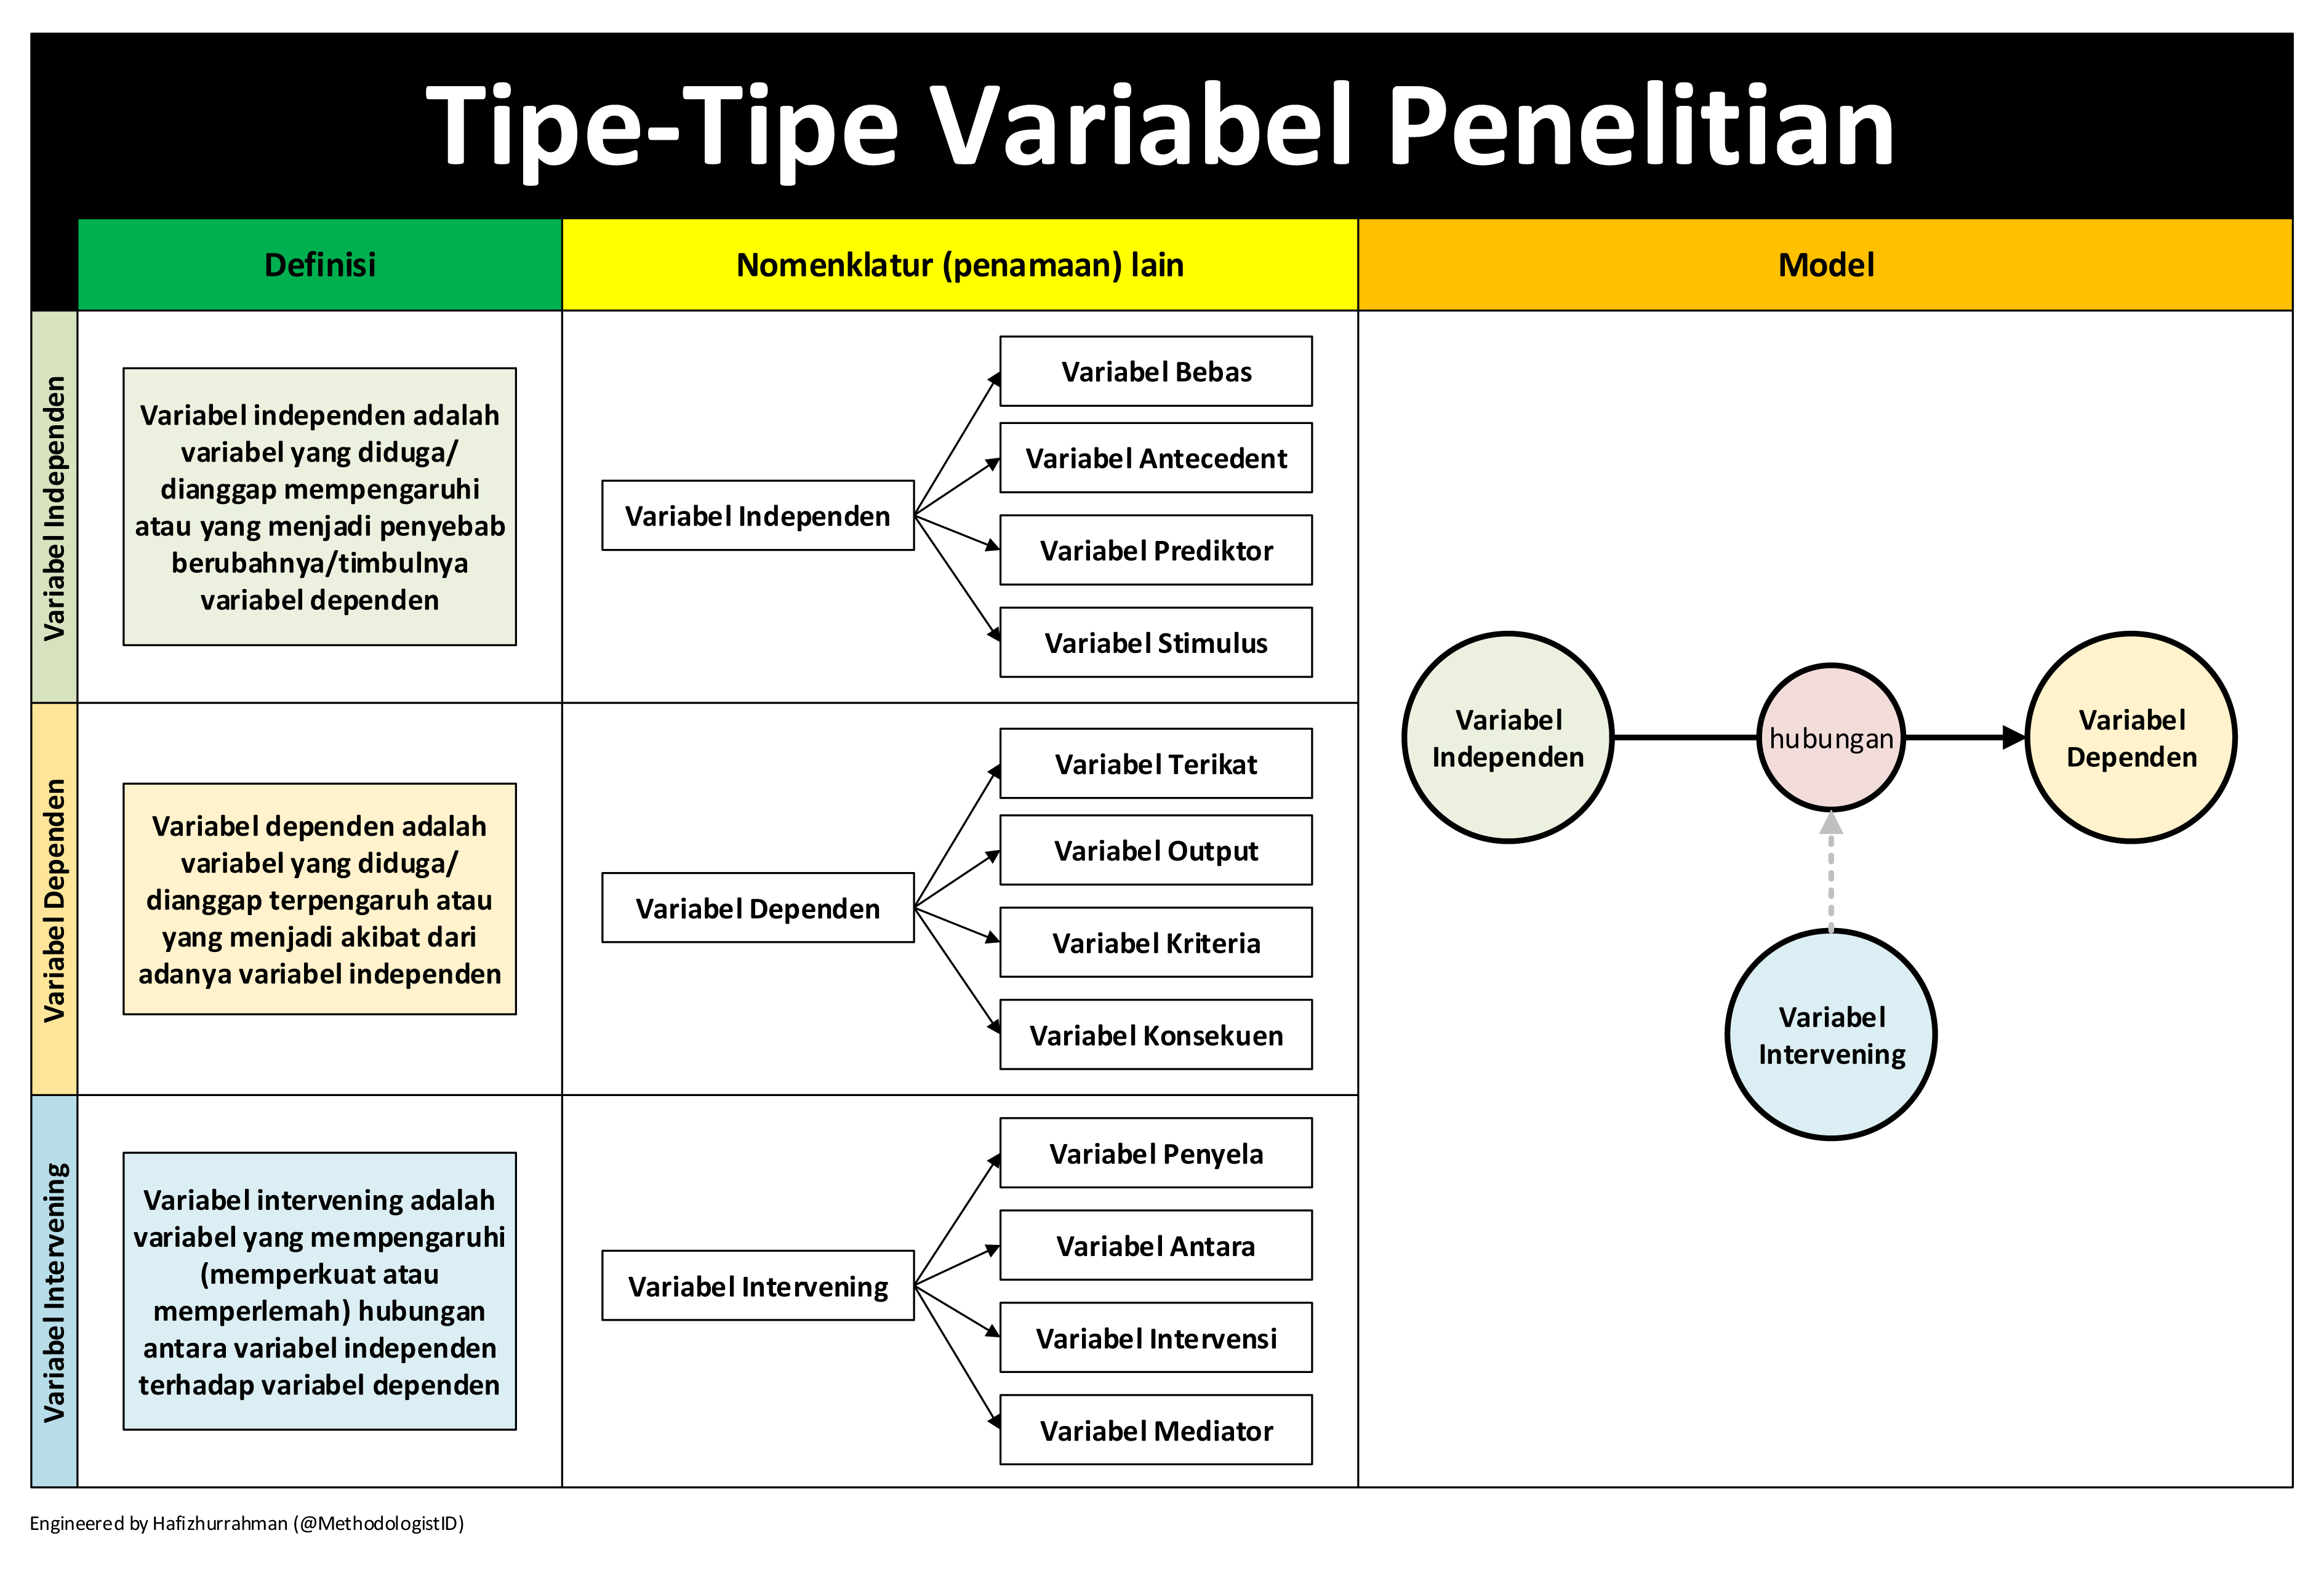 Tipe-Tipe Variabel Penelitian
Definisi
Nomenklatur (penamaan) lain
Model
Variabel Independen
Variabel independen adalah
variabel yang diduga/
dianggap mempengaruhi
atau yang menjadi penyebab
berubahnya/timbulnya
variabel dependen
Variabel Independen
Variabel Bebas
Variabel Antecedent
Variabel Prediktor
Variabel Stimulus
Variabel Dependen
Variabel dependen adalah
variabel yang diduga/
dianggap terpengaruh atau
yang menjadi akibat dari
adanya variabel independen
Variabel Dependen
Variabel Terikat
Variabel Output
Variabel Kriteria
Variabel Konsekuen
Variabel Intervening
Variabel intervening adalah
variabel yang mempengaruhi
(memperkuat atau
memperlemah) hubungan
antara variabel independen
terhadap variabel dependen
Variabel Intervening
Variabel Penyela
Variabel Antara
Variabel Intervensi
Variabel Mediator
Variabel
Independen
hubungan
Variabel
Dependen
Variabel
Intervening
Engineered by Hafizhurrahman (@MethodologistID)